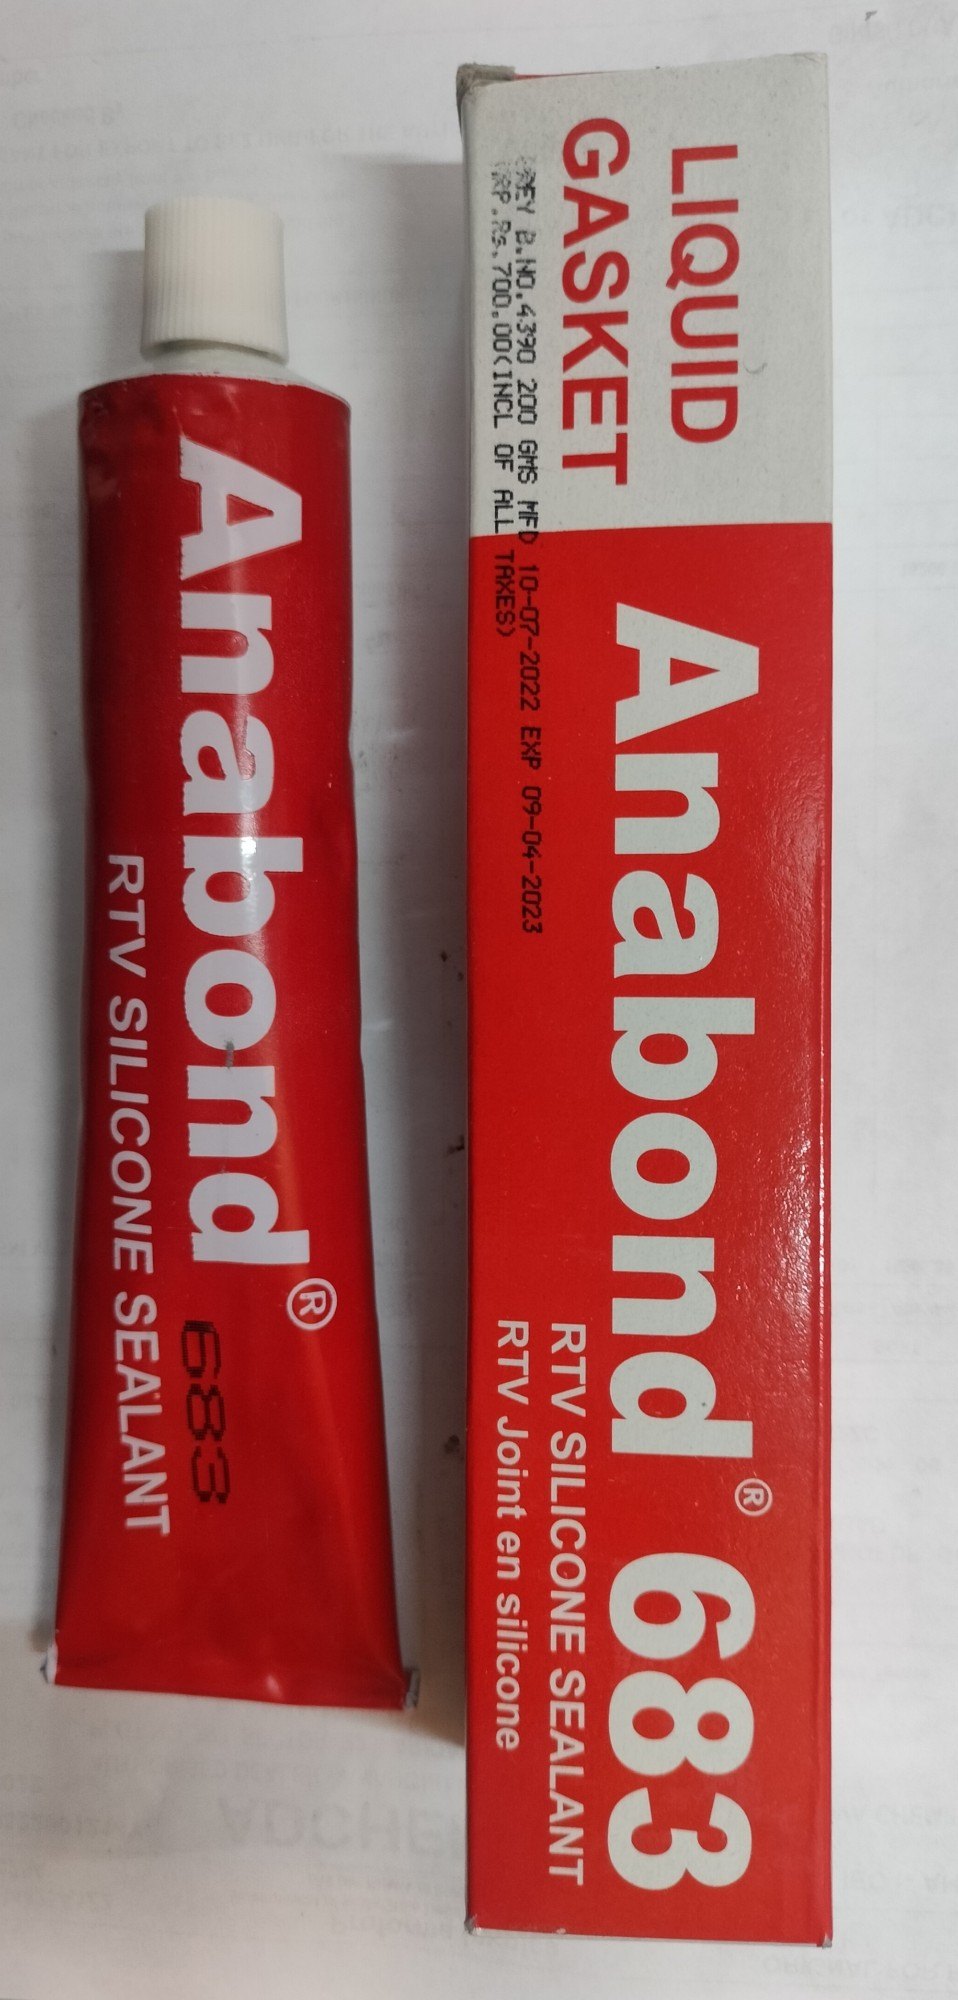 Anabond®
683
RTV SILICONE SEALANT
LIQUID
GASKET
GREY B.NO.4390 200 GMS MFD 10-07-2022 EXP 09-04-2023
MRP.Rs.700.00(INCL OF ALL TAXES)
Anabond® 683
RTV SILICONE SEALANT
RTV Joint en silicone